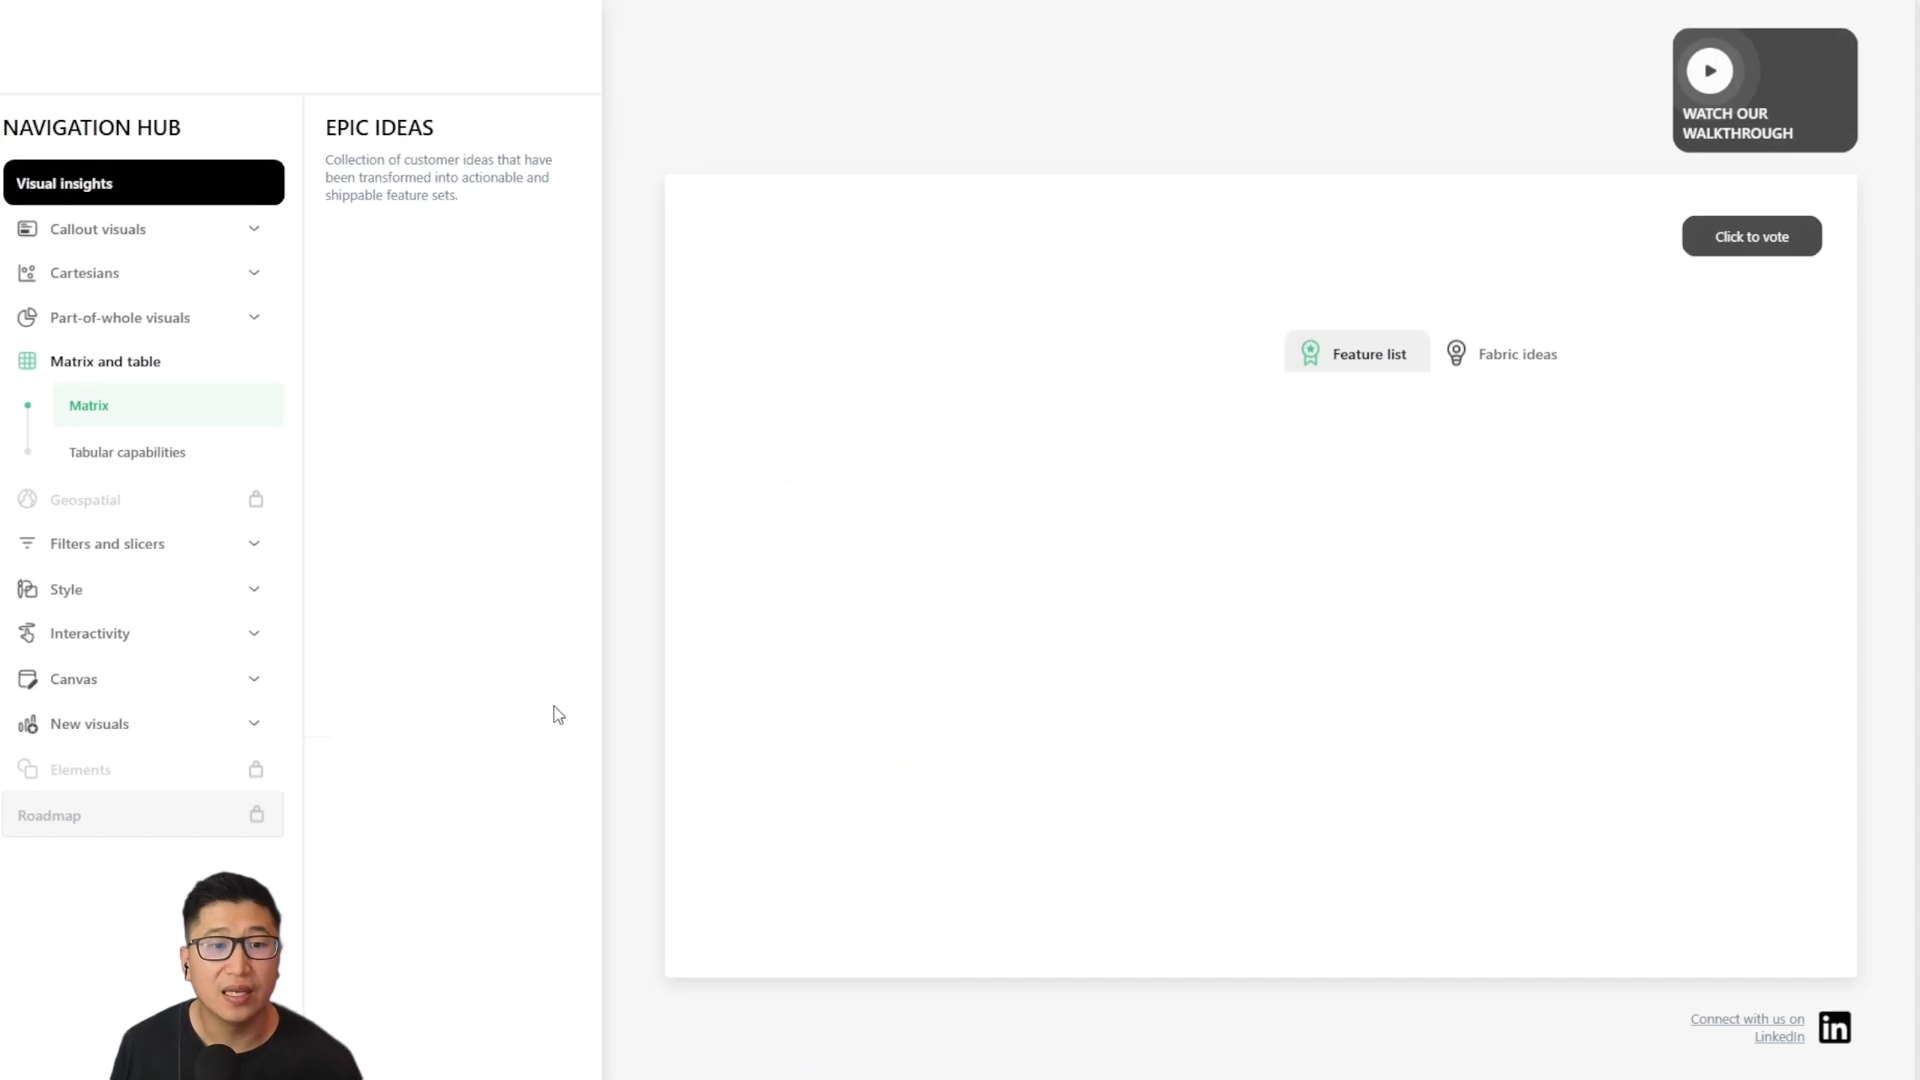 NAVIGATION HUB
Visual insights
Callout visuals
Cartesians
Part-of-whole visuals
Matrix and table
Matrix
Tabular capabilities
Geospatial
Filters and slicers
Style
Interactivity
Canvas
New visuals
Elements
Roadmap
EPIC IDEAS
Collection of customer ideas that have
been transformed into actionable and
shippable feature sets.
WATCH OUR
WALKTHROUGH
Click to vote
Feature list
Fabric ideas
Connect with us on
LinkedIn
in